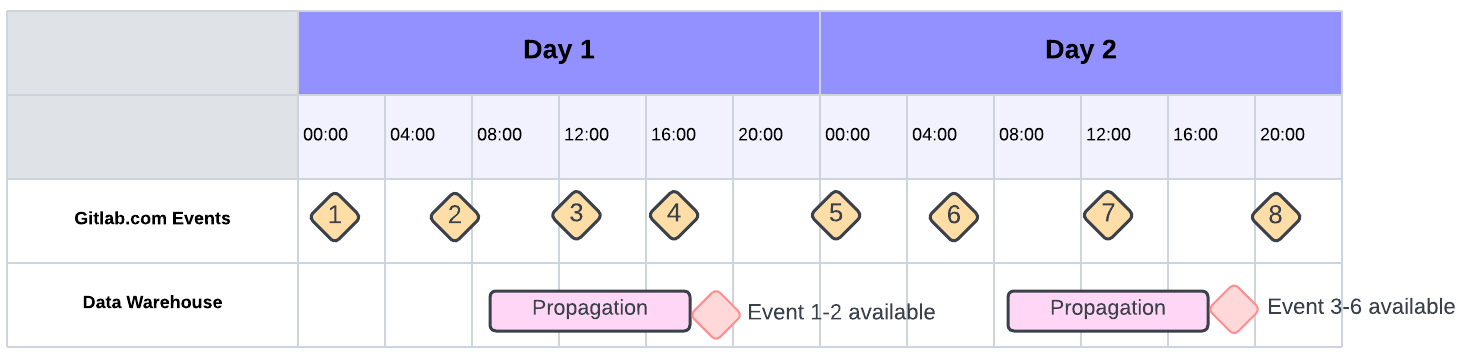 Day 1
Day 2
00:00
04:00
08:00
12:00
16:00
20:00
00:00
04:00
08:00
12:00
16:00
20:00
Gitlab.com Events
1
2
3
4
5
6
7
8
Data Warehouse
Propagation
Event 1-2 available
Propagation
Event 3-6 available